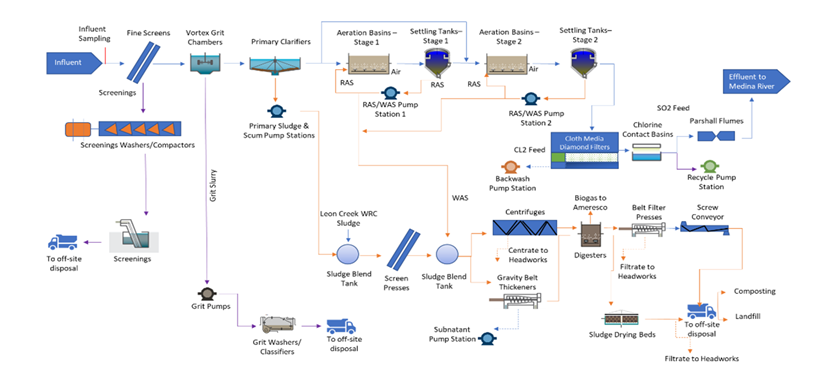 Influent
Sampling
Fine Screens
Vortex Grit
Chambers
Primary Clarifiers
Aeration Basins –
Stage 1
Settling Tanks–
Stage 1
Aeration Basins –
Stage 2
Settling Tanks–
Stage 2
Influent
Effluent to
Medina River
Air
Air
RAS
RAS
RAS
RAS
Screenings
RAS/WAS Pump
Station 1
RAS/WAS Pump
Station 2
SO2 Feed
Chlorine
Contact Basins
Parshall Flumes
Screenings Washers/Compactors
Primary Sludge &
Scum Pump Stations
Cloth Media
Diamond Filters
CL2 Feed
Backwash
Pump Station
Recycle Pump
Station
Grit Slurry
WAS
Leon Creek WRC
Sludge
Centrifuges
Biogas to
Ameresco
Belt Filter
Presses
Screw
Conveyor
To off-site
disposal
Screenings
Sludge Blend
Tank
Screen
Presses
Sludge Blend
Tank
Centrate to
Headworks
Digesters
Filtrate to
Headworks
Gravity Belt
Thickeners
Grit Pumps
Composting
Landfill
Subnatant
Pump Station
Sludge Drying Beds
To off-site
disposal
Grit Washers/
Classifiers
To off-site
disposal
Filtrate to Headworks